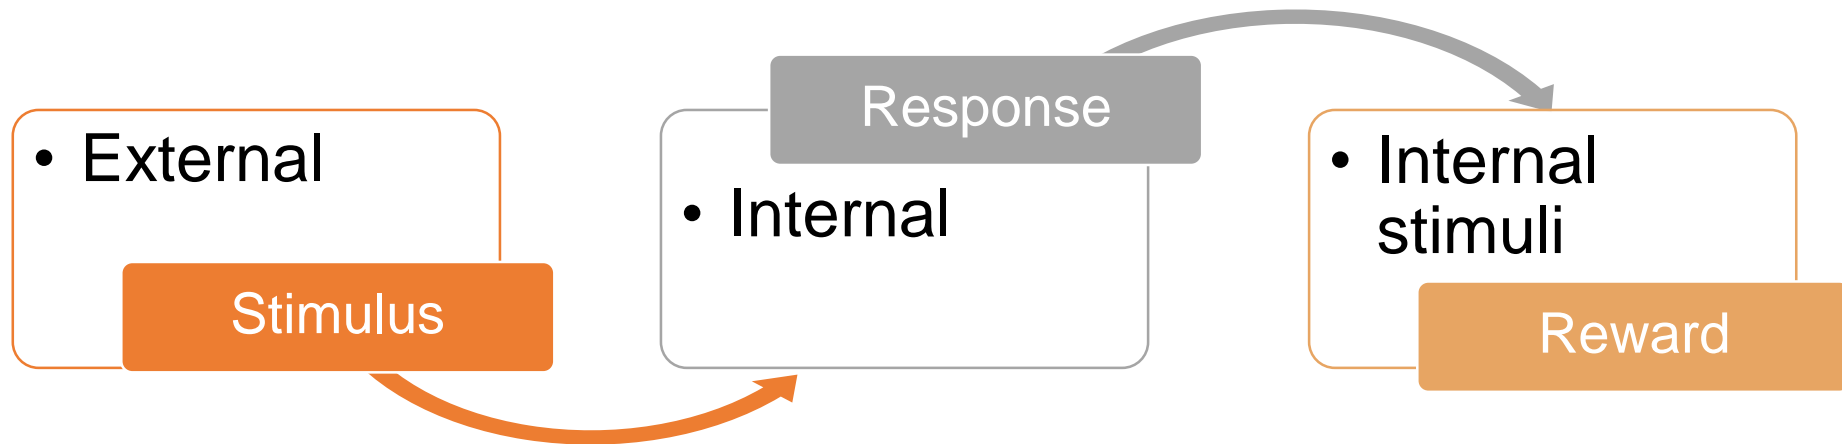 • External
Stimulus
Response
• Internal
• Internal
stimuli
Reward